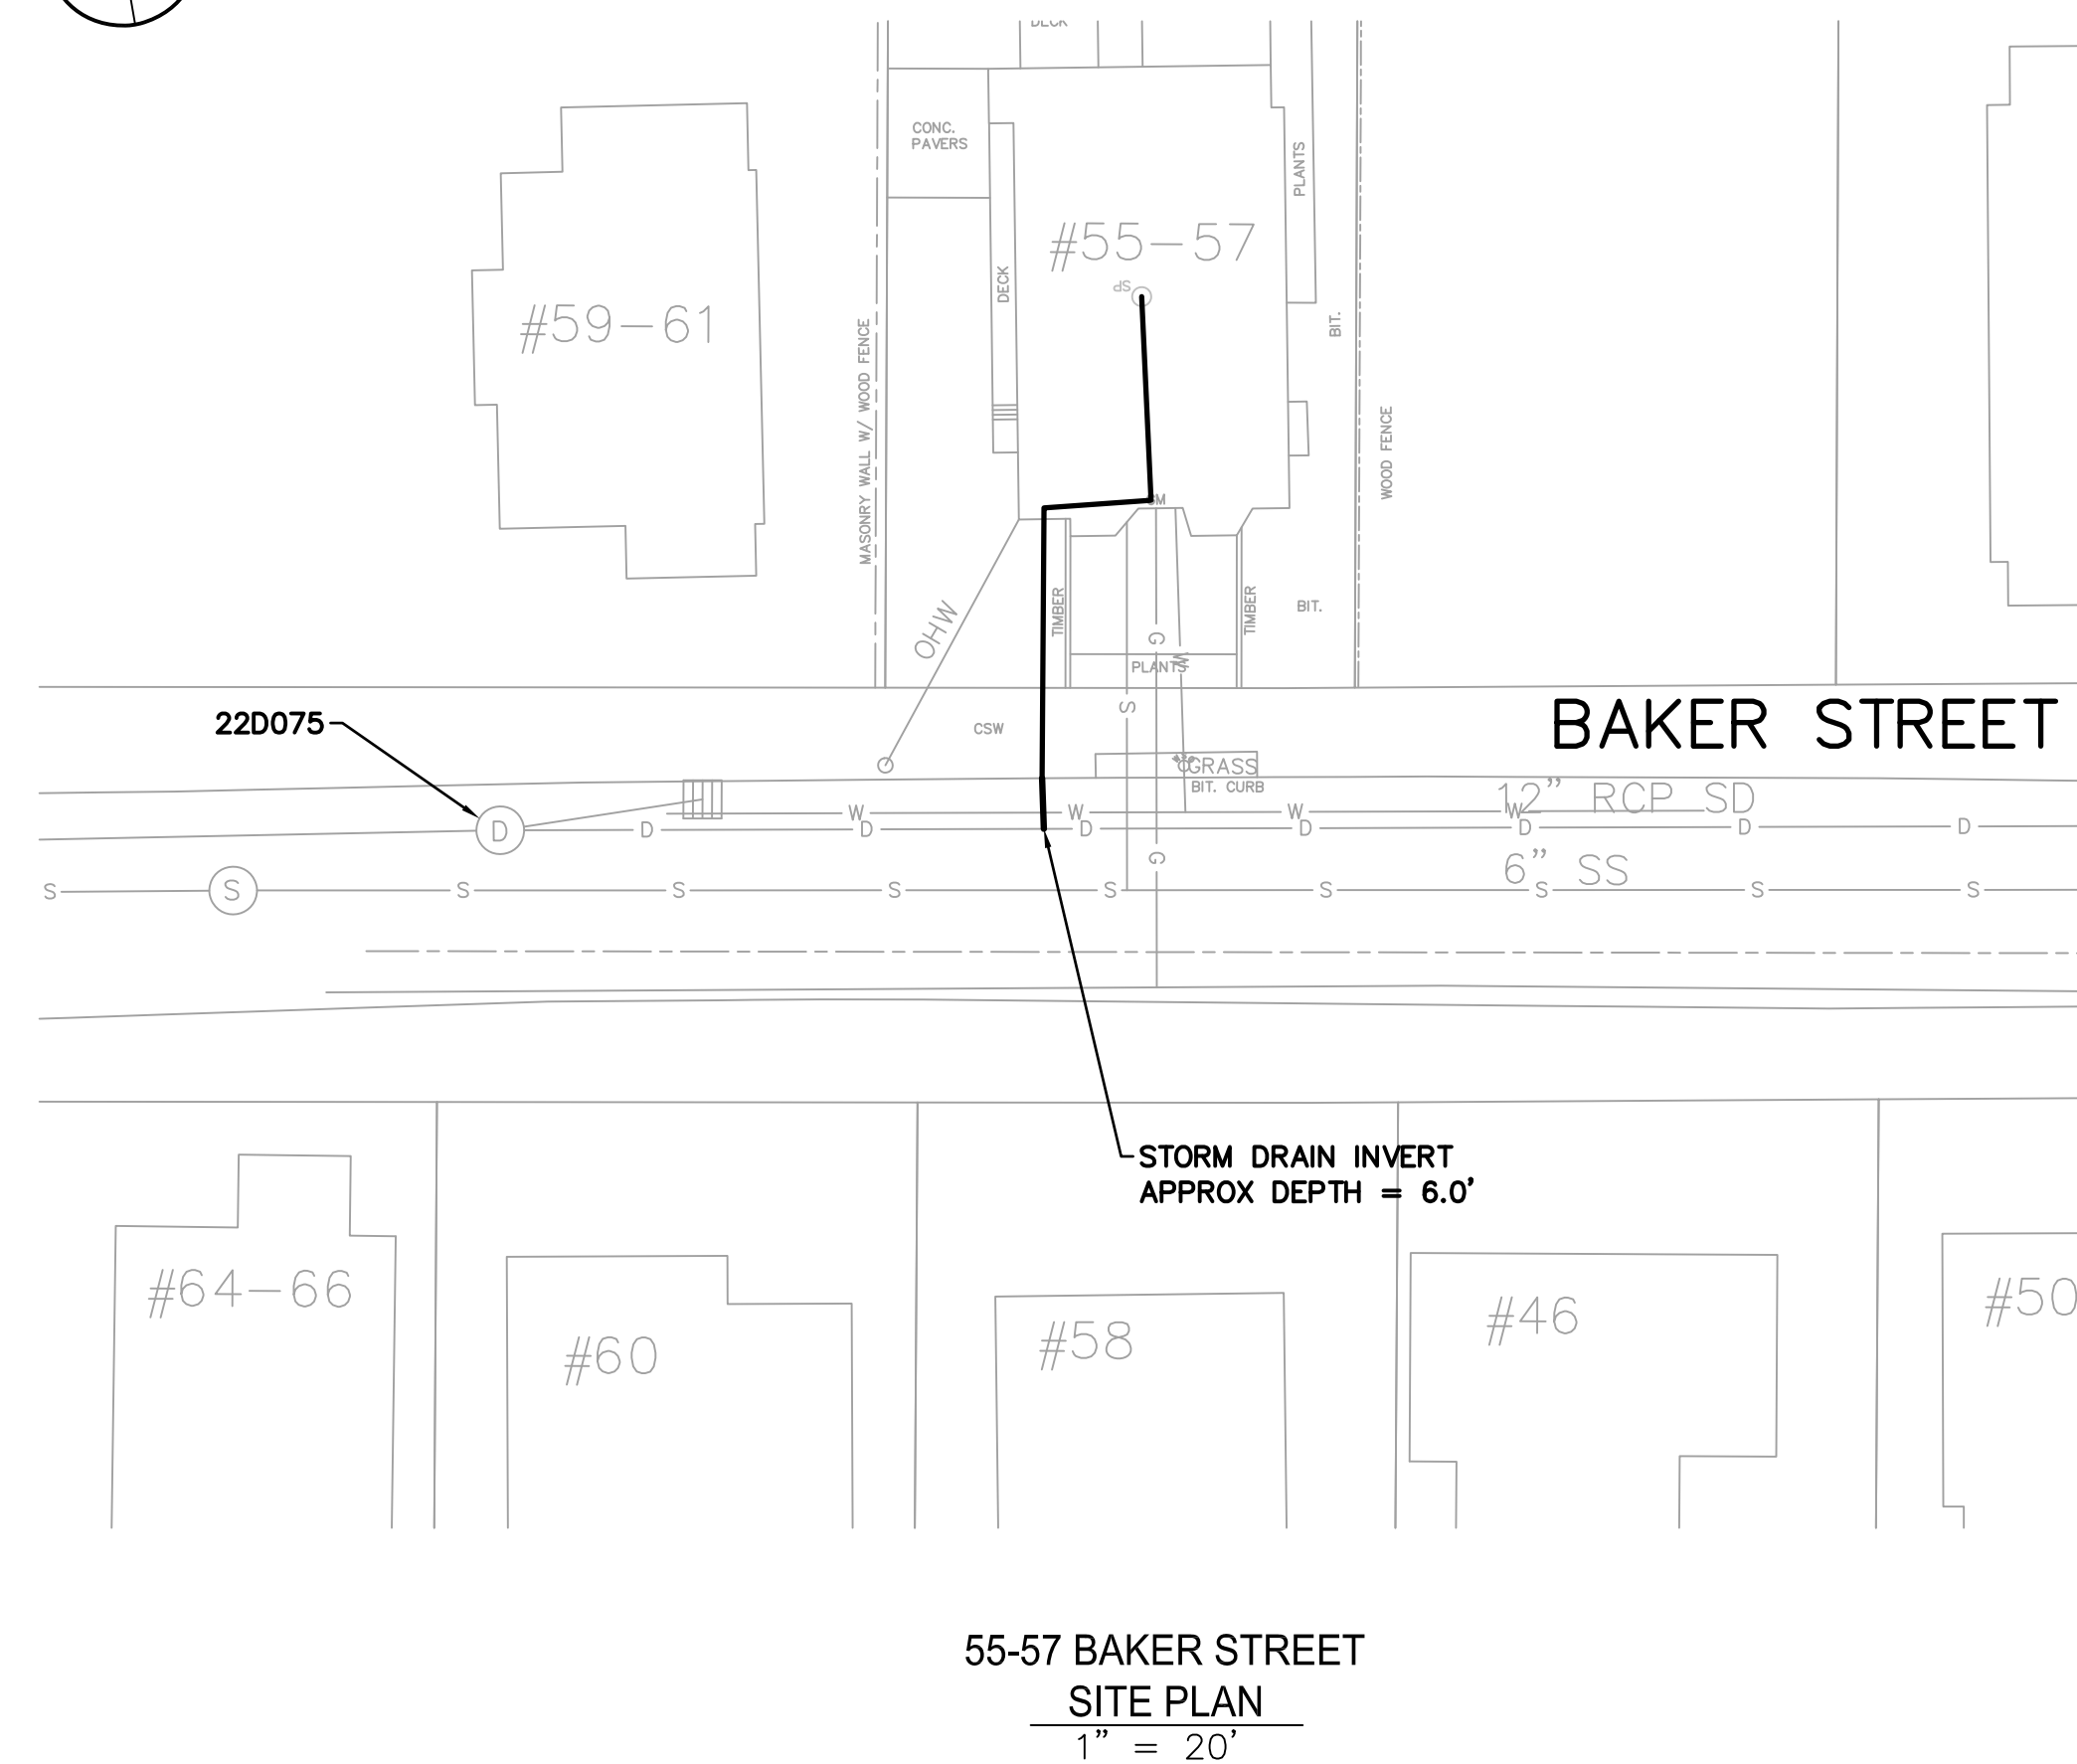 DECK
CONC.
PAVERS
PLANTS
#55-57
SP
DECK
#59-61
BIT.
MASONRY WALL W/ WOOD FENCE
WOOD FENCE
GM
TIMBER
TIMBER
BIT.
OHW
G
W
PLANTS
S
22D075
CSW
BAKER STREET
GRASS
BIT. CURB
12" RCP SD
W W W W
D D D D D D D D
G
6" SS
S S S S S S S S S S
STORM DRAIN INVERT
APPROX DEPTH = 6.0'
#64-66
#60
#58
#46
#50
55-57 BAKER STREET
SITE PLAN
1" = 20'